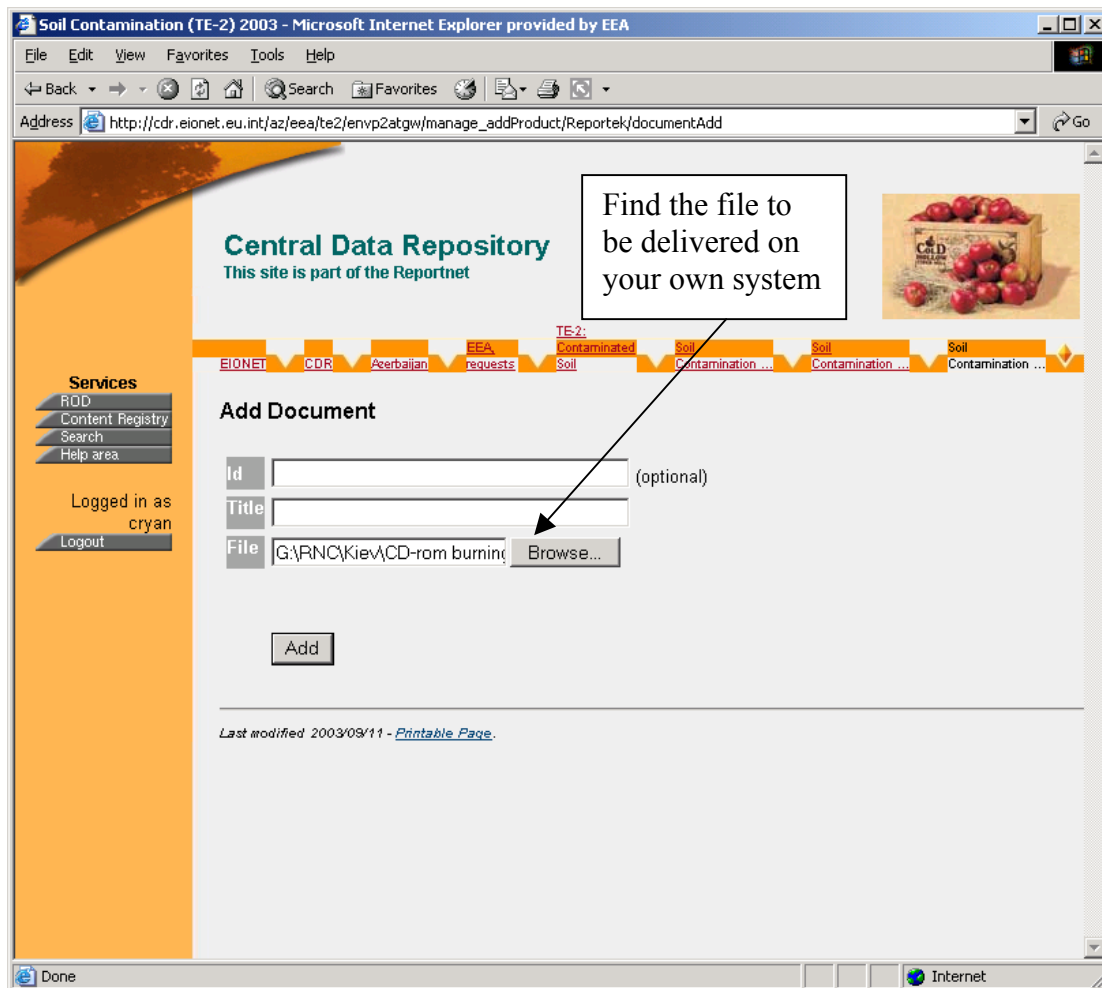 Soil Contamination (TE-2) 2003 - Microsoft Internet Explorer provided by EEA
File Edit View Favorites Tools Help
Back Search Favorites
Address http://cdr.eionet.eu.int/az/eea/te2/envp2atgw/manage_addProduct/Reportek/documentAdd Go
Find the file to
be delivered on
your own system
Central Data Repository
This site is part of the Reportnet
COLD
HOLLOW
TE-2:
EEA, Contaminated Soil Soil Soil
EIONET CDR Azerbaijan requests Soil Contamination ... Contamination ... Contamination ...
Services
ROD
Content Registry
Search
Help area
Logged in as
cryan
Logout
Add Document
Id (optional)
Title
File G:\RNC\Kiev\CD-rom burning Browse...
Add
Last modified 2003/09/11 - Printable Page.
Done Internet